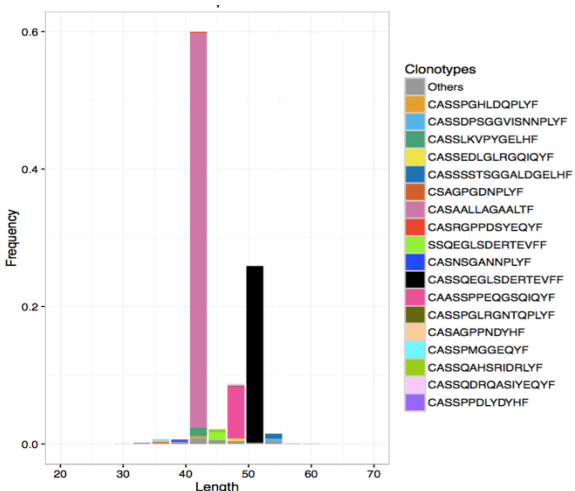 0.6
0.4
0.2
0.0
Frequency
20
30
40
50
60
70
Length
Clonotypes
Others
CASSPGHLDQPLYF
CASSDPSGGVISNNPLYF
CASSLKVPYGELHF
CASSEDLGLRGQIQYF
CASSSSTSGGALDGELHF
CSAGPGDNPLYF
CASAALLAGAALTF
CASRGPPDSYEQYF
SSQEGLSDERTEVFF
CASNSGANNPLYF
CASSQEGLSDERTEVFF
CAASSPPEQGSQIQYF
CASSPGLRGNTQPLYF
CASAGPPNDYHF
CASSPMGGEQYF
CASSQAHSRIDRLYF
CASSQDRQASIYEQYF
CASSPPDLYDYHF